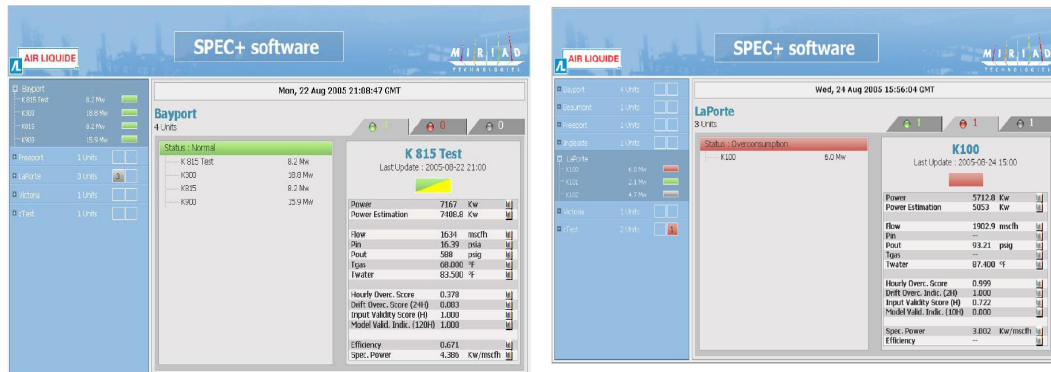 AIR LIQUIDE
SPEC+ software
MIRIAD
TECHNOLOGIES
Mon, 22 Aug 2005 21:08:47 GMT
Bayport
K 815 Test 8.2 Mw
K300 18.8 Mw
K815 8.2 Mw
K900 15.9 Mw
Freeport 1 Units
LaPorte 3 Units 3
Victoria 1 Units
zTest 1 Units
Bayport
4 Units
4 0 0
Status : Normal
K 815 Test 8.2 Mw
K300 18.8 Mw
K815 8.2 Mw
K900 15.9 Mw
K 815 Test
Last Update : 2005-08-22 21:00
Power 7167 Kw
Power Estimation 7408.8 Kw
Flow 1634 mscfh
Pin 16.39 psia
Pout 588 psig
Tgas 68.000 °F
Twater 83.500 °F
Hourly Overc. Score 0.378
Drift Overc. Score (24H) 0.003
Input Validity Score (H) 1.000
Model Valid. Indic. (120H) 1.000
Efficiency 0.671
Spec. Power 4.386 Kw/mscfh
AIR LIQUIDE
SPEC+ software
MIRIAD
TECHNOLOGIES
Wed, 24 Aug 2005 15:56:04 GMT
Bayport 4 Units
Beaumont 1 Units
Freeport 1 Units
Ingleside 1 Units
LaPorte
K100 6.0 Mw
K101 2.1 Mw
K102 4.7 Mw
Victoria 1 Units
zTest 2 Units 1
LaPorte
3 Units
1 1 1
Status : Overconsumption
K100 6.0 Mw
K100
Last Update : 2005-08-24 15:00
Power 5712.8 Kw
Power Estimation 5053 Kw
Flow 1902.9 mscfh
Pin --
Pout 93.21 psig
Tgas --
Twater 87.400 °F
Hourly Overc. Score 0.999
Drift Overc. Indic. (2H) 1.000
Input Validity Score (H) 0.722
Model Valid. Indic. (10H) 0.000
Spec. Power 3.002 Kw/mscfh
Efficiency --